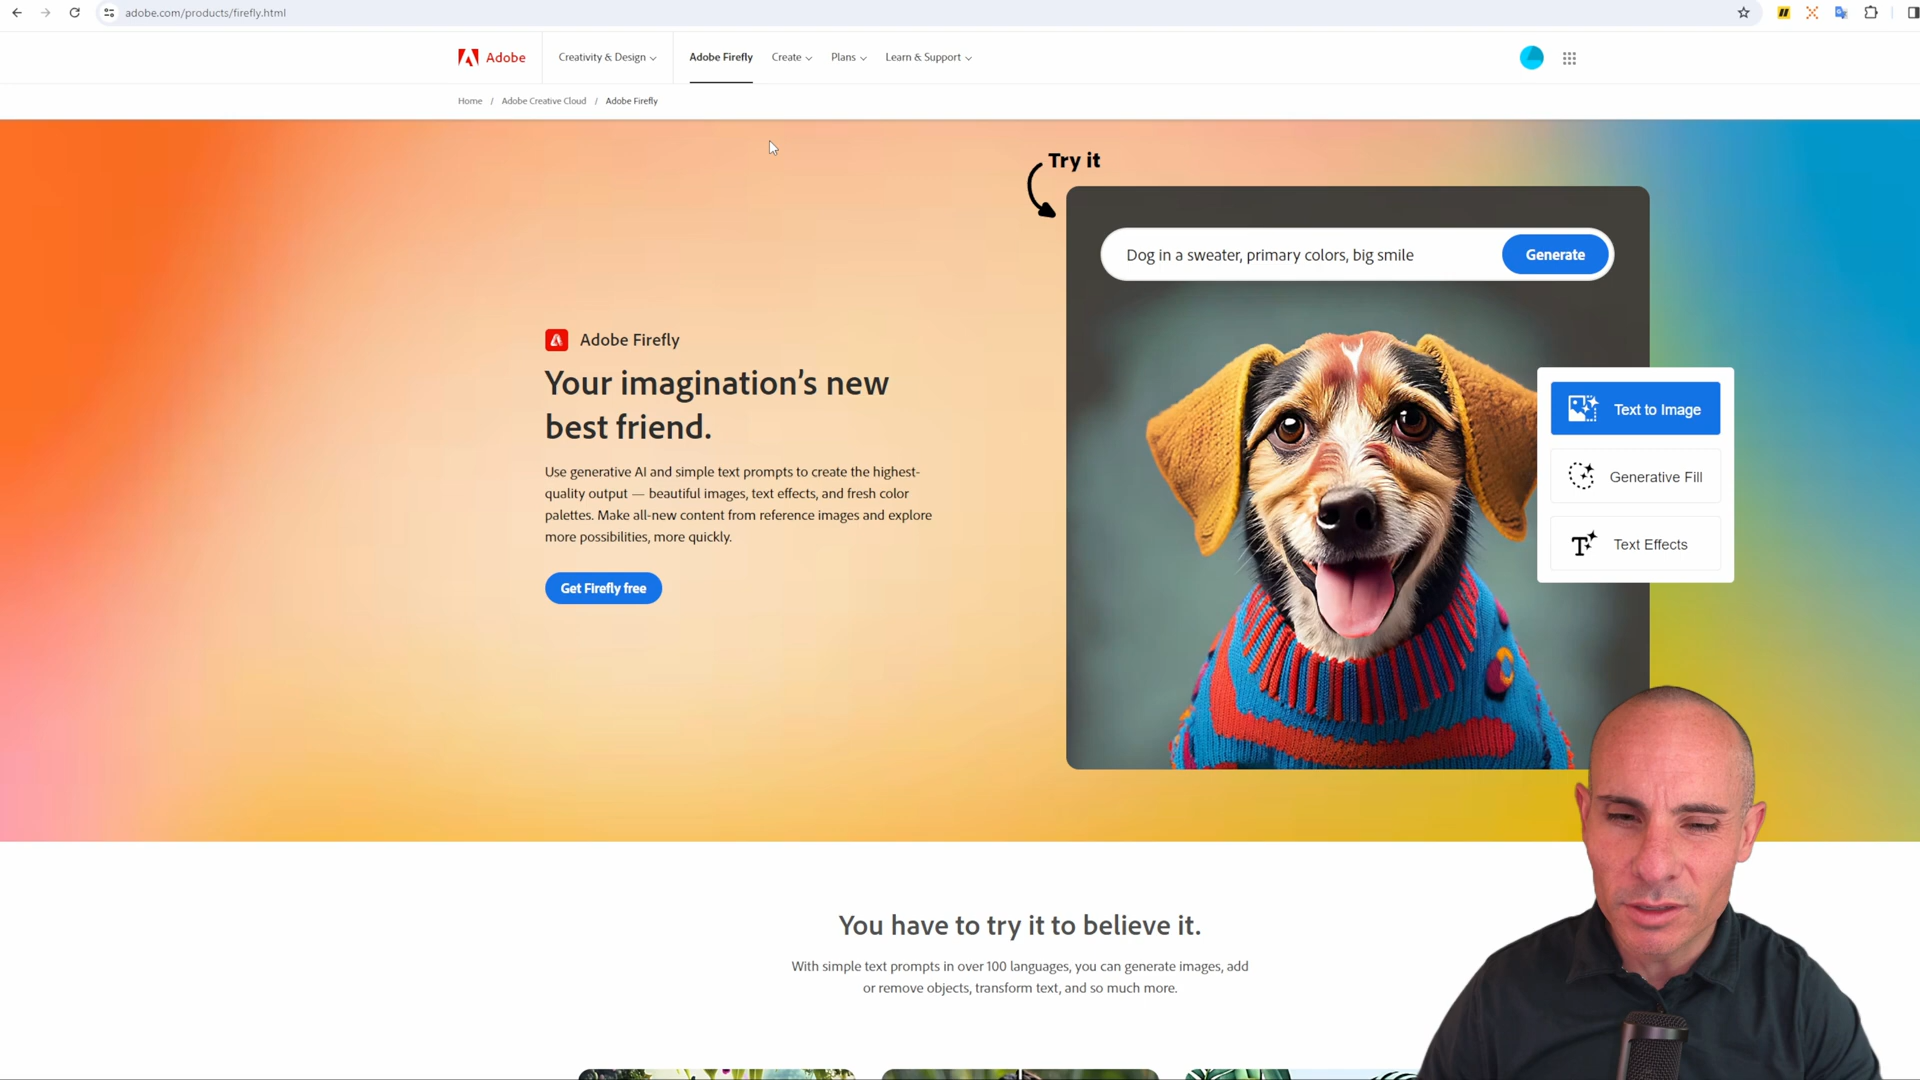 adobe.com/products/firefly.html
Adobe
Creativity & Design
Adobe Firefly
Create
Plans
Learn & Support
Home / Adobe Creative Cloud / Adobe Firefly
Try it
Dog in a sweater, primary colors, big smile
Generate
Adobe Firefly
Your imagination's new
best friend.
Use generative AI and simple text prompts to create the highest-
quality output — beautiful images, text effects, and fresh color
palettes. Make all-new content from reference images and explore
more possibilities, more quickly.
Get Firefly free
Text to Image
Generative Fill
Text Effects
You have to try it to believe it.
With simple text prompts in over 100 languages, you can generate images, add
or remove objects, transform text, and so much more.